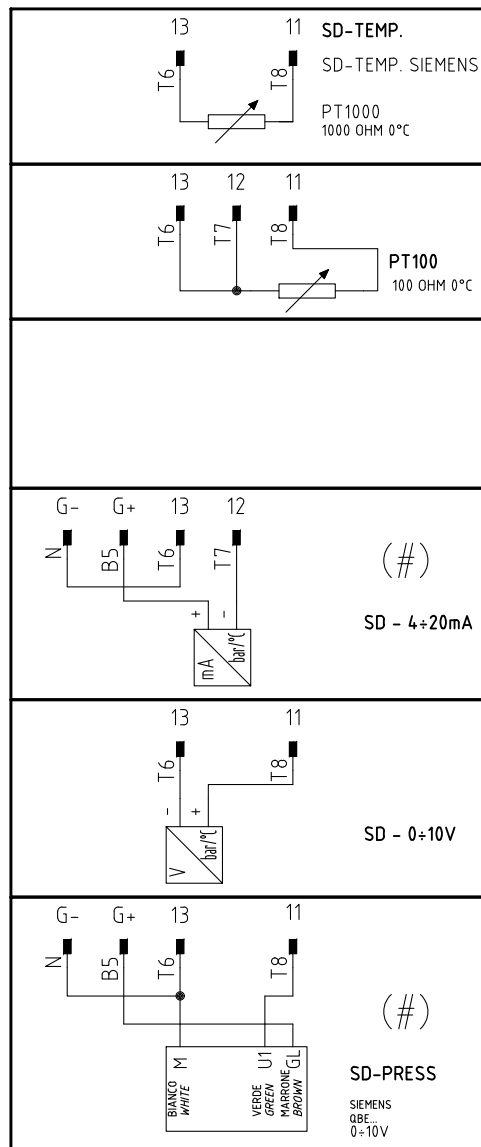 13 11 SD-TEMP.
T6 T8 SD-TEMP. SIEMENS
PT1000
1000 OHM 0°C
13 12 11
T6 T7 T8
PT100
100 OHM 0°C
G- G+ 13 12
N B5 T6 T7
(#)
+ -
mA bar/°C
SD - 4÷20mA
13 11
T6 T8
- +
V bar/°C
SD - 0÷10V
G- G+ 13 11
N B5 T6 T8
(#)
M U1 GL
BIANCO
WHITE
VERDE
GREEN
MARRONE
BROWN
SD-PRESS
SIEMENS
QBE...
0÷10V